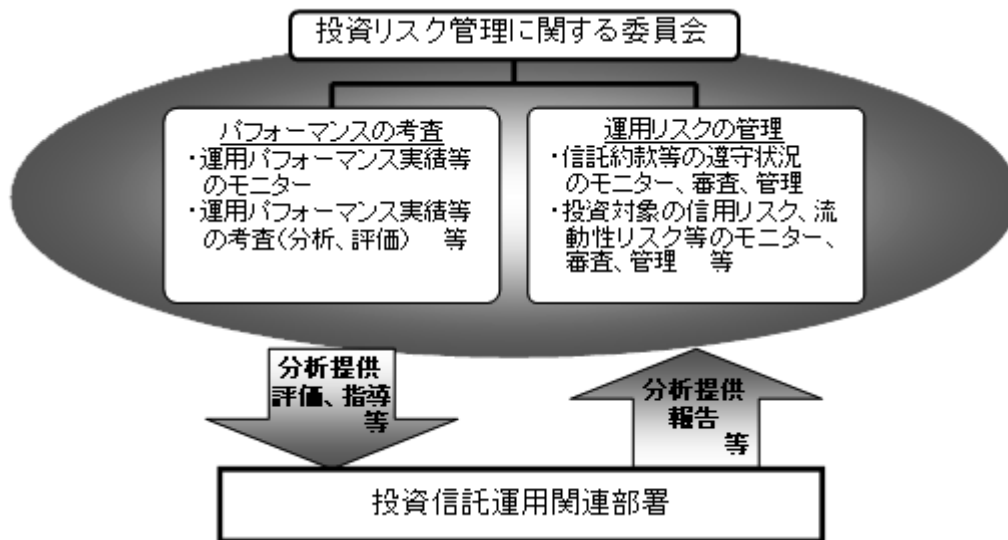 投資リスク管理に関する委員会
パフォーマンスの考査
・運用パフォーマンス実績等
のモニター
・運用パフォーマンス実績等
の考査（分析、評価）　等
運用リスクの管理
・信託約款等の遵守状況
のモニター、審査、管理
・投資対象の信用リスク、流
動性リスク等のモニター、
審査、管理　等
分析提供
評価、指導
等
分析提供
報告
等
投資信託運用関連部署